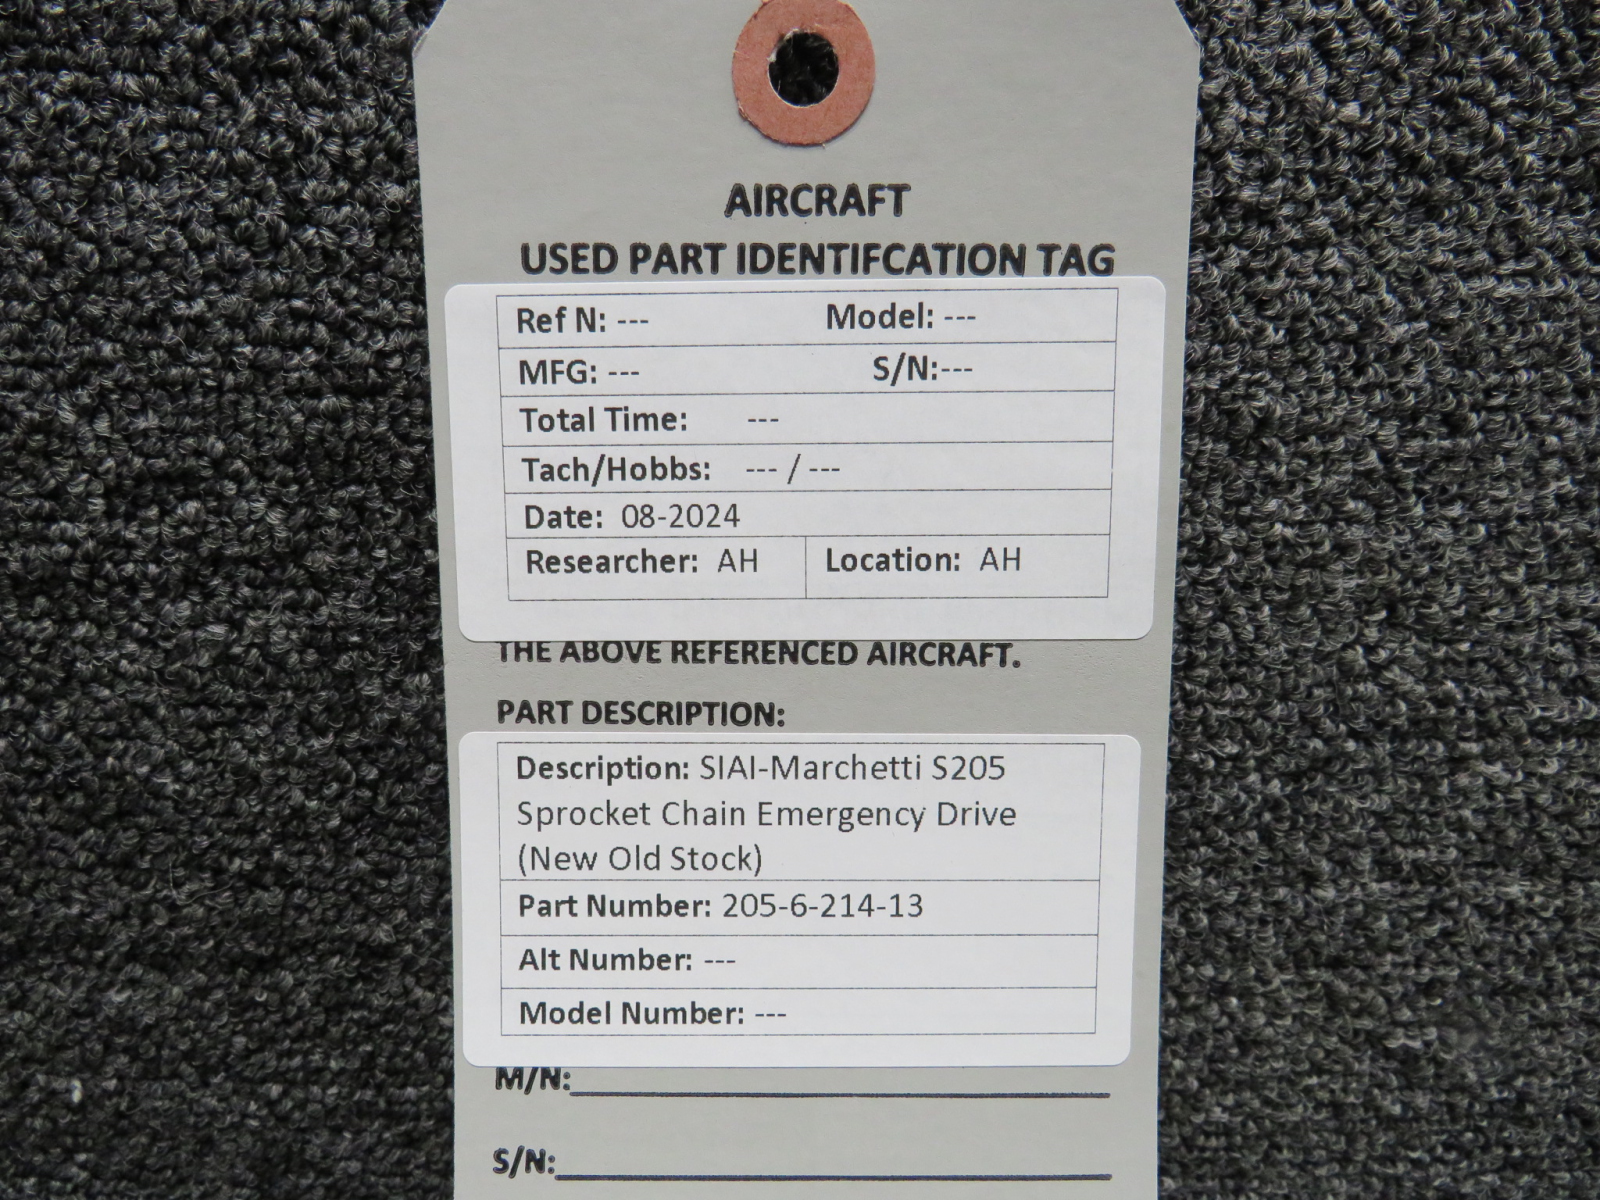 AIRCRAFT
USED PART IDENTIFCATION TAG
Ref N: --- Model: ---
MFG: --- S/N:---
Total Time: ---
Tach/Hobbs: --- / ---
Date: 08-2024
Researcher: AH Location: AH
THE ABOVE REFERENCED AIRCRAFT.
PART DESCRIPTION:
Description: SIAI-Marchetti S205
Sprocket Chain Emergency Drive
(New Old Stock)
Part Number: 205-6-214-13
Alt Number: ---
Model Number: ---
M/N:
S/N: